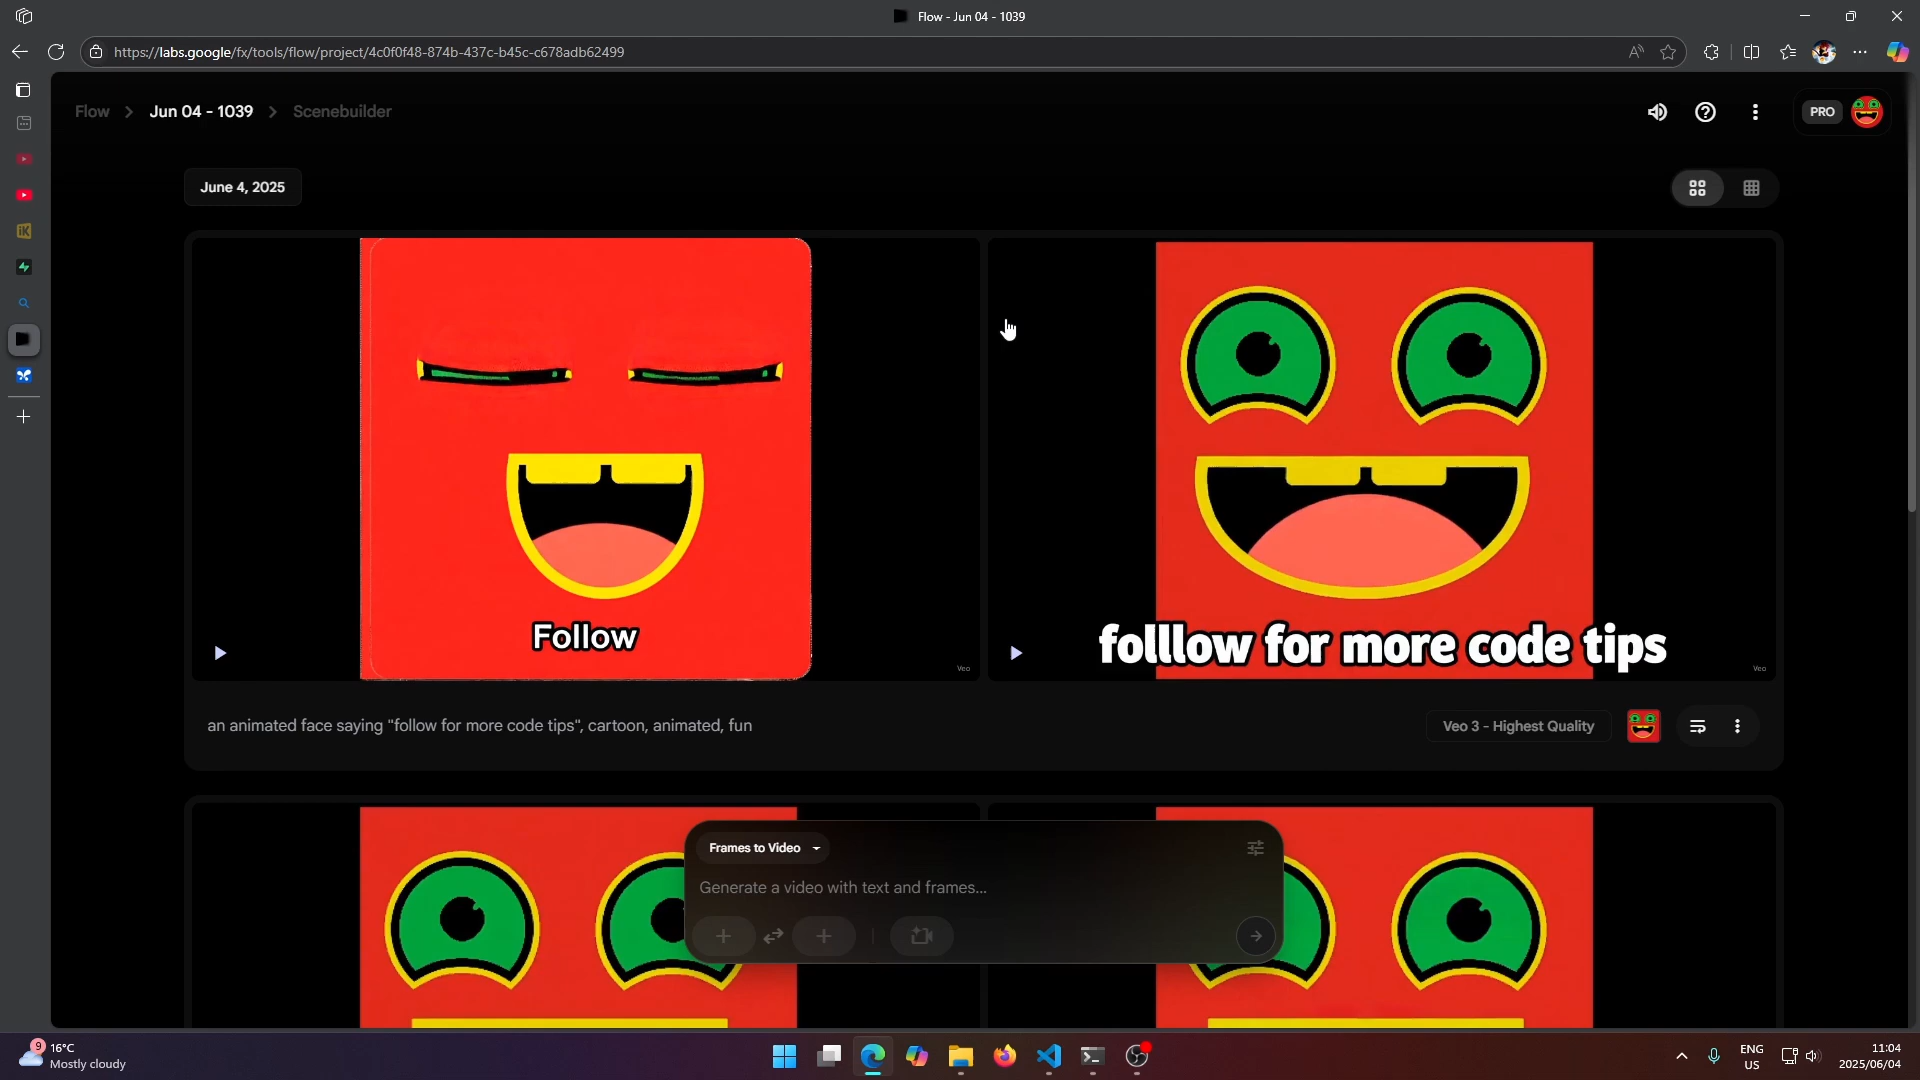 Flow - Jun 04 - 1039
https://labs.google/fx/tools/flow/project/4c0f0f48-874b-437c-b45c-c678adb62499
Flow > Jun 04 - 1039 > Scenebuilder
PRO
June 4, 2025
Follow
folllow for more code tips
Veo
Veo
an animated face saying "follow for more code tips", cartoon, animated, fun
Veo 3 - Highest Quality
Frames to Video
Generate a video with text and frames...
9
16°C
Mostly cloudy
ENG
US
11:04
2025/06/04